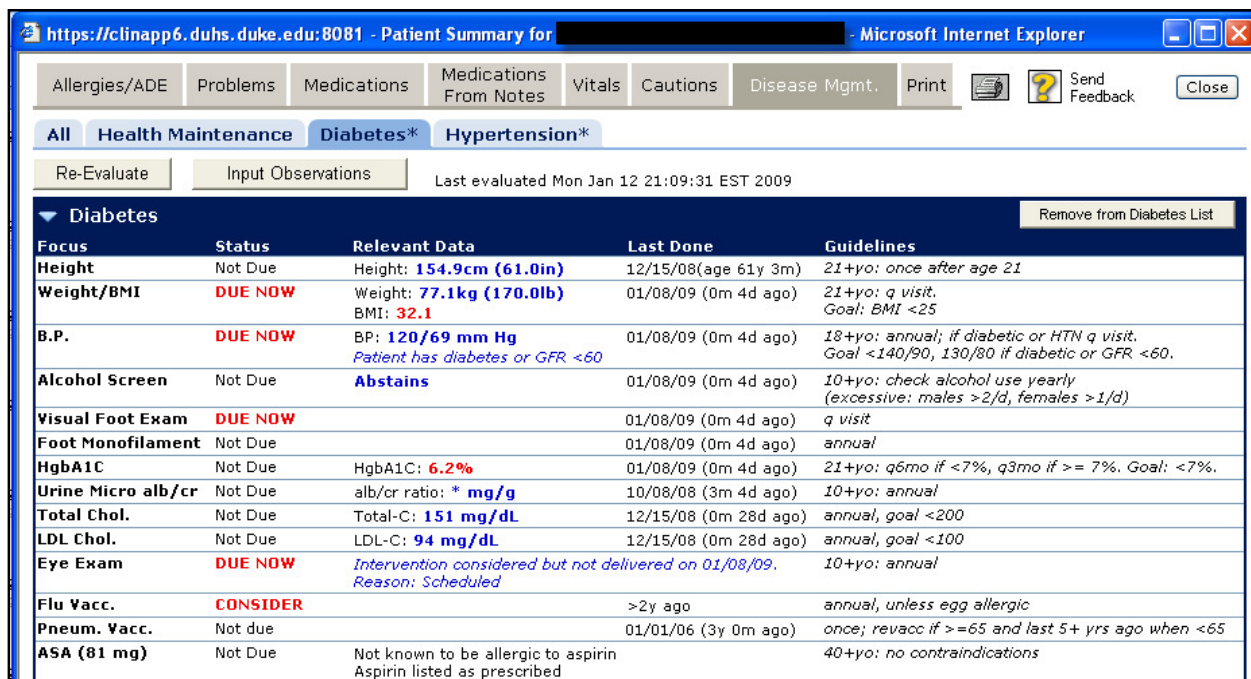 https://clinapp6.duhs.duke.edu:8081 - Patient Summary for - Microsoft Internet Explorer
Allergies/ADE Problems Medications Medications From Notes Vitals Cautions Disease Mgmt. Print Send Feedback Close
All Health Maintenance Diabetes* Hypertension*
Re-Evaluate Input Observations Last evaluated Mon Jan 12 21:09:31 EST 2009
Diabetes Remove from Diabetes List
Focus Status Relevant Data Last Done Guidelines
Height Not Due Height: 154.9cm (61.0in) 12/15/08(age 61y 3m) 21+yo: once after age 21
Weight/BMI DUE NOW Weight: 77.1kg (170.0lb) 01/08/09 (0m 4d ago) 21+yo: q visit.
BMI: 32.1 Goal: BMI <25
B.P. DUE NOW BP: 120/69 mm Hg 01/08/09 (0m 4d ago) 18+yo: annual; if diabetic or HTN q visit.
Patient has diabetes or GFR <60 Goal <140/90, 130/80 if diabetic or GFR <60.
Alcohol Screen Not Due Abstains 01/08/09 (0m 4d ago) 10+yo: check alcohol use yearly
(excessive: males >2/d, females >1/d)
Visual Foot Exam DUE NOW 01/08/09 (0m 4d ago) q visit
Foot Monofilament Not Due 01/08/09 (0m 4d ago) annual
HgbA1C Not Due HgbA1C: 6.2% 01/08/09 (0m 4d ago) 21+yo: q6mo if <7%, q3mo if >= 7%. Goal: <7%.
Urine Micro alb/cr Not Due alb/cr ratio: * mg/g 10/08/08 (3m 4d ago) 10+yo: annual
Total Chol. Not Due Total-C: 151 mg/dL 12/15/08 (0m 28d ago) annual, goal <200
LDL Chol. Not Due LDL-C: 94 mg/dL 12/15/08 (0m 28d ago) annual, goal <100
Eye Exam DUE NOW Intervention considered but not delivered on 01/08/09. 10+yo: annual
Reason: Scheduled
Flu Vacc. CONSIDER >2y ago annual, unless egg allergic
Pneum. Vacc. Not due 01/01/06 (3y 0m ago) once; revacc if >=65 and last 5+ yrs ago when <65
ASA (81 mg) Not Due Not known to be allergic to aspirin 40+yo: no contraindications
Aspirin listed as prescribed